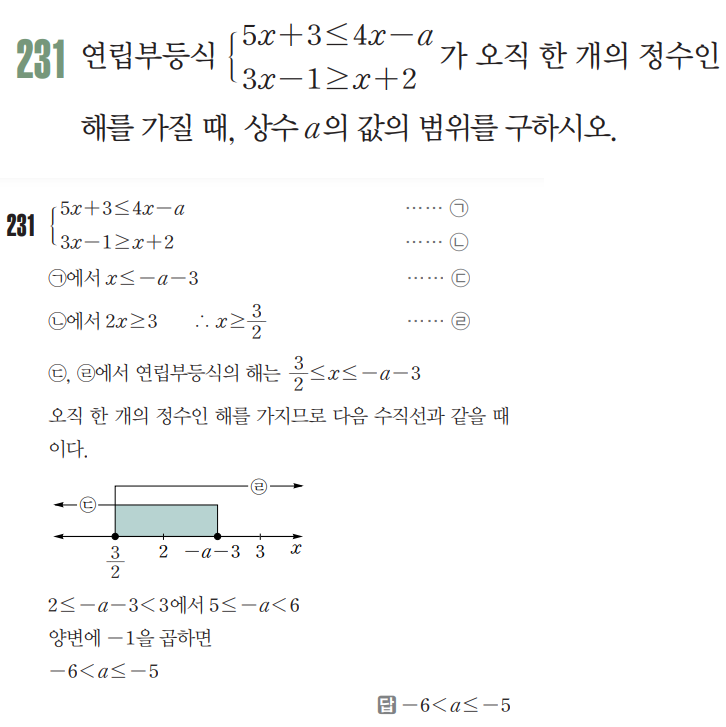 231 연립부등식 { 5x+3≤4x−a
3x−1≥x+2 가 오직 한 개의 정수인
해를 가질 때, 상수 a의 값의 범위를 구하시오.
231 { 5x+3≤4x−a …… ㉠
3x−1≥x+2 …… ㉡
㉠에서 x≤−a−3 …… ㉢
㉡에서 2x≥3 ∴ x≥3/2 …… ㉣
㉢, ㉣에서 연립부등식의 해는 3/2≤x≤−a−3
오직 한 개의 정수인 해를 가지므로 다음 수직선과 같을 때
이다.
㉣
㉢
3/2 2 −a−3 3 x
2≤−a−3<3에서 5≤−a<6
양변에 −1을 곱하면
−6<a≤−5
답 −6<a≤−5